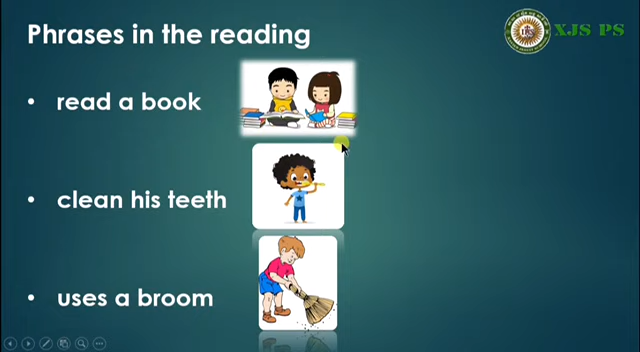 Phrases in the reading
XJS PS
• read a book
• clean his teeth
• uses a broom